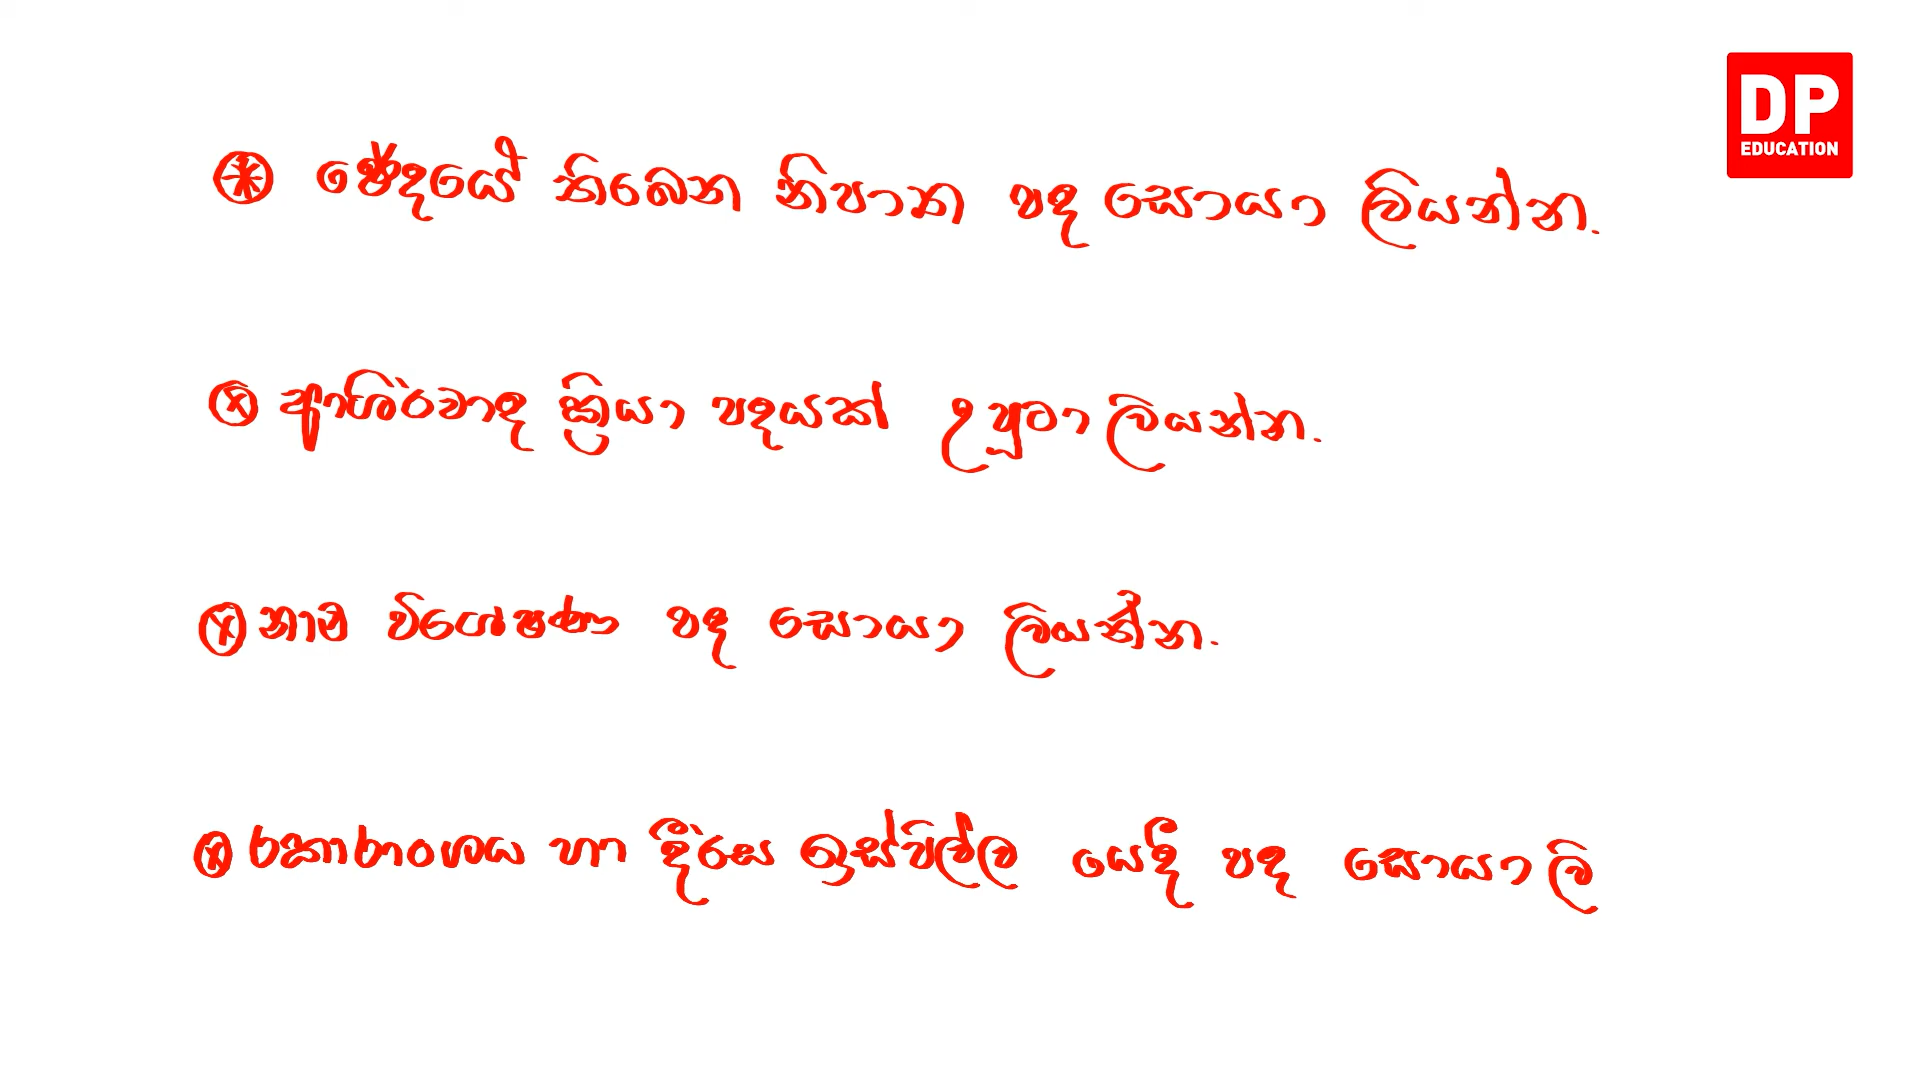 DP
EDUCATION
ඡේදයේ තිබෙන නිපාත පද සොයා ලියන්න.
ආශිර්වාද ක්‍රියා පදයක් උපුටා ලියන්න.
නාම විශේෂණ පද සොයා ලියන්න.
රකාරාංශය හා දීර්ඝ ඉස්පිල්ල යෙදී පද සොයා ලි